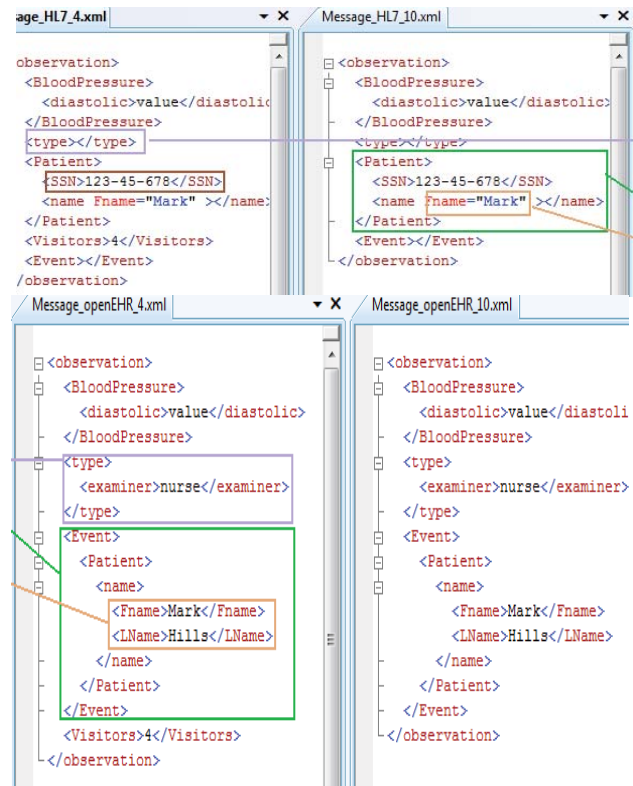 age_HL7_4.xml
observation>
<BloodPressure>
<diastolic>value</diastolic
</BloodPressure>
<type></type>
<Patient>
<SSN>123-45-678</SSN>
<name Fname="Mark" ></name>
</Patient>
<Visitors>4</Visitors>
<Event></Event>
/observation>
Message_HL7_10.xml
<observation>
<BloodPressure>
<diastolic>value</diastolic>
</BloodPressure>
<type></type>
<Patient>
<SSN>123-45-678</SSN>
<name Fname="Mark" ></name>
</Patient>
<Event></Event>
</observation>
Message_openEHR_4.xml
<observation>
<BloodPressure>
<diastolic>value</diastolic>
</BloodPressure>
<type>
<examiner>nurse</examiner>
</type>
<Event>
<Patient>
<name>
<Fname>Mark</Fname>
<LName>Hills</LName>
</name>
</Patient>
</Event>
<Visitors>4</Visitors>
</observation>
Message_openEHR_10.xml
<observation>
<BloodPressure>
<diastolic>value</diastoli
</BloodPressure>
<type>
<examiner>nurse</examiner>
</type>
<Event>
<Patient>
<name>
<Fname>Mark</Fname>
<LName>Hills</LName>
</name>
</Patient>
</Event>
</observation>